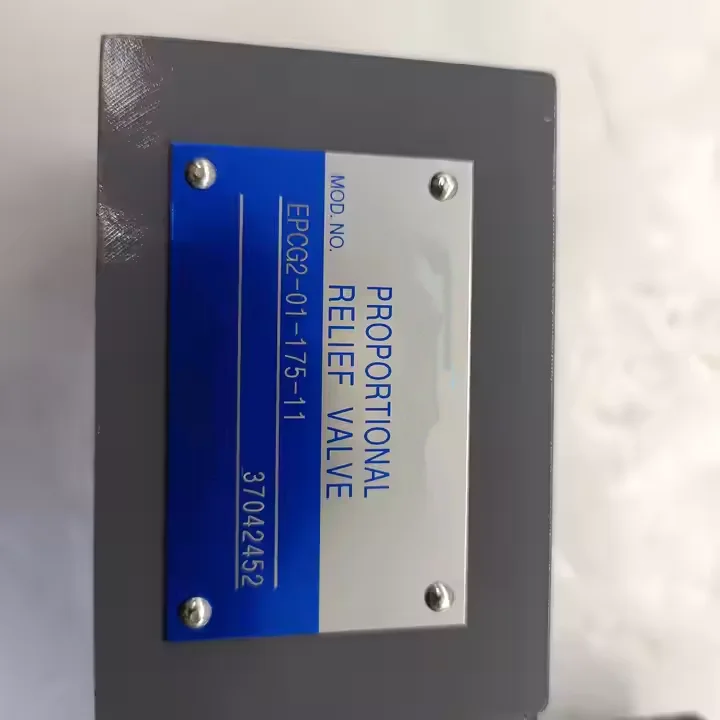 PROPORTIONAL
RELIEF VALVE
MOD. NO.
EPCG2-01-175-11
37042452